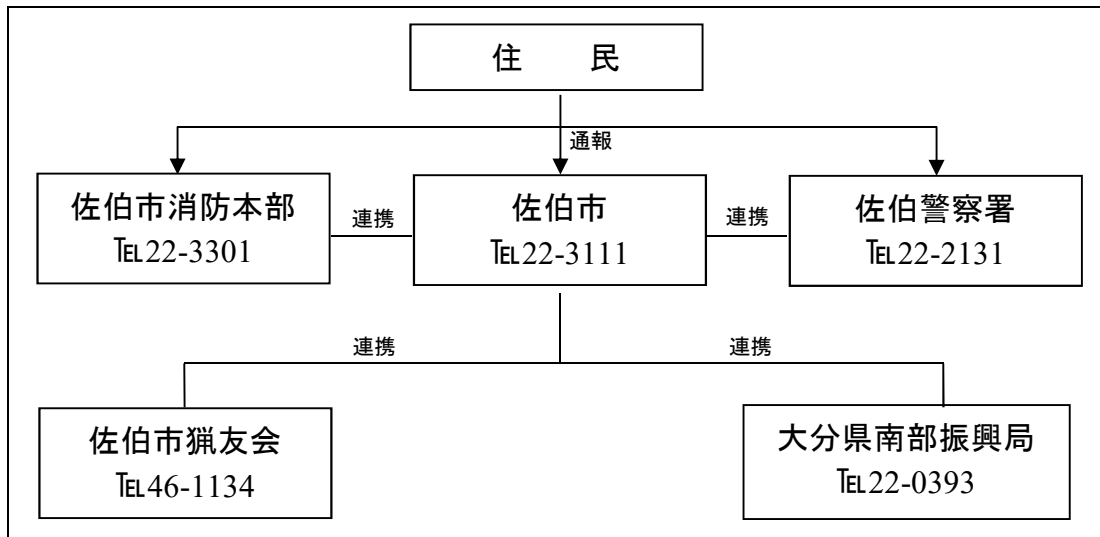 住　　民
通報
佐伯市消防本部
℡22-3301
連携
佐伯市
℡22-3111
連携
佐伯警察署
℡22-2131
連携
連携
佐伯市猟友会
℡46-1134
大分県南部振興局
℡22-0393